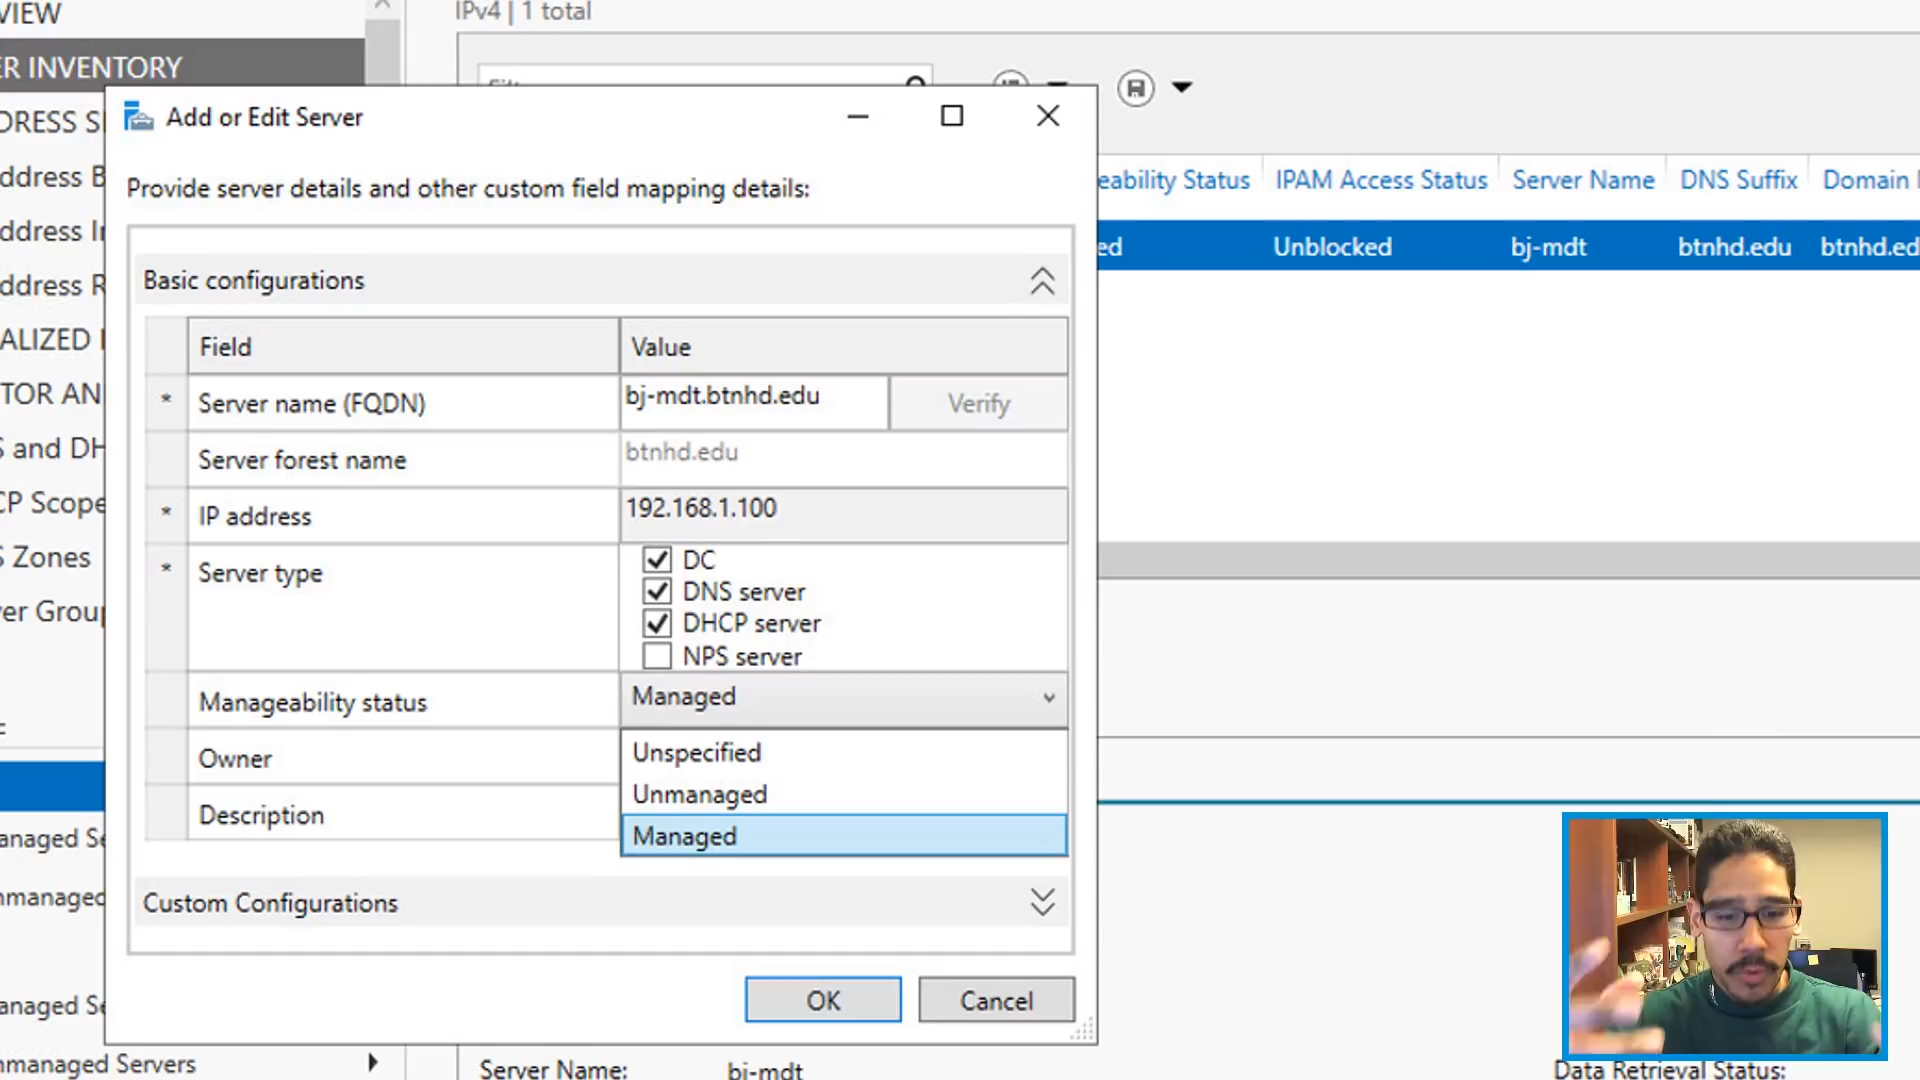 VIEW
IPv4 | 1 total
ER INVENTORY
Add or Edit Server
DRESS S
Provide server details and other custom field mapping details:
eability Status
IPAM Access Status
Server Name
DNS Suffix
Domain
ddress B
ed
Unblocked
bj-mdt
btnhd.edu
btnhd.ed
ddress I
Basic configurations
ddress R
Field
Value
ALIZED
Server name (FQDN)
bj-mdt.btnhd.edu
Verify
* 
TOR AN
Server forest name
btnhd.edu
S and DH
* IP address
192.168.1.100
CP Scope
* Server type
DC
S Zones
DNS server
ver Group
DHCP server
NPS server
Manageability status
Managed
Owner
Unspecified
Unmanaged
Description
Managed
anaged Se
nmanaged
Custom Configurations
anaged Se
OK
Cancel
nmanaged Servers
Server Name:
bj-mdt
Data Retrieval Status: